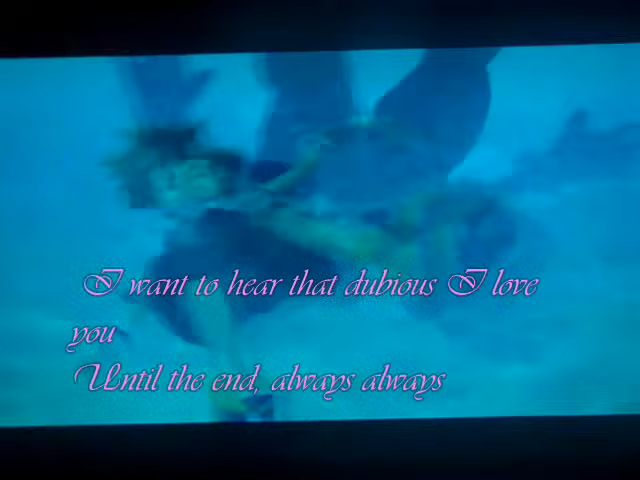 I want to hear that dubious I love
you
Until the end, always always